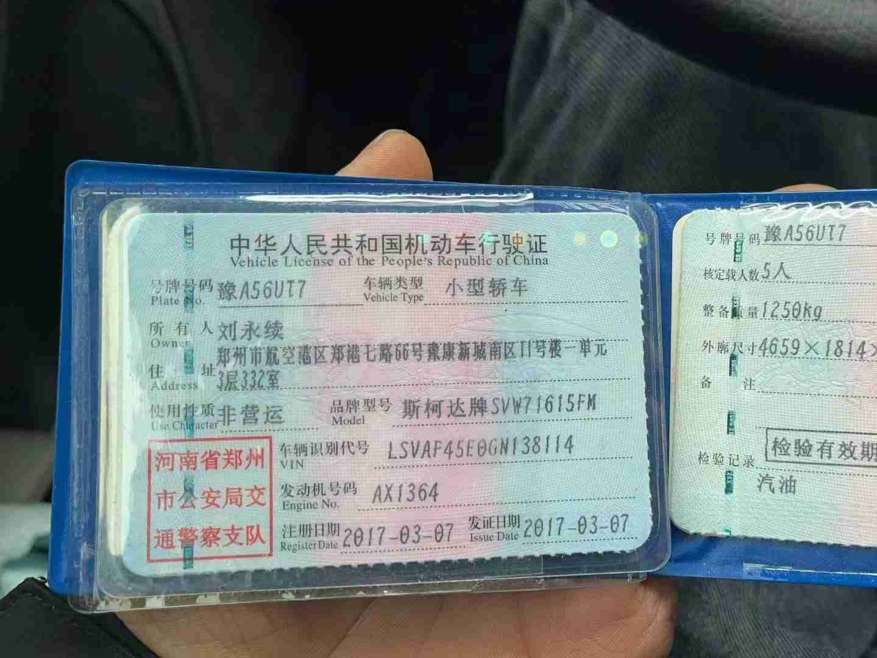 中华人民共和国机动车行驶证
Vehicle License of the People's Republic of China
号牌号码 豫A56UT7 车辆类型 小型轿车
Plate No. Vehicle Type
所有人 刘永续
Owner
住址 郑州市航空港区郑港七路66号豫康新城南区11号楼一单元
Address 3层332室
使用性质 非营运 品牌型号 斯柯达牌SVW71615FM
Use Character Model
河南省郑州
市公安局交
通警察支队
车辆识别代号 LSVAF45E0GN138114
VIN
发动机号码 AX1364
Engine No.
注册日期 2017-03-07 发证日期 2017-03-07
Register Date Issue Date
号牌号码 豫A56UT7
核定载人数 5人
整备质量 1250kg
外廓尺寸 4659×1814×
备注
检验有效期
检验记录
汽油